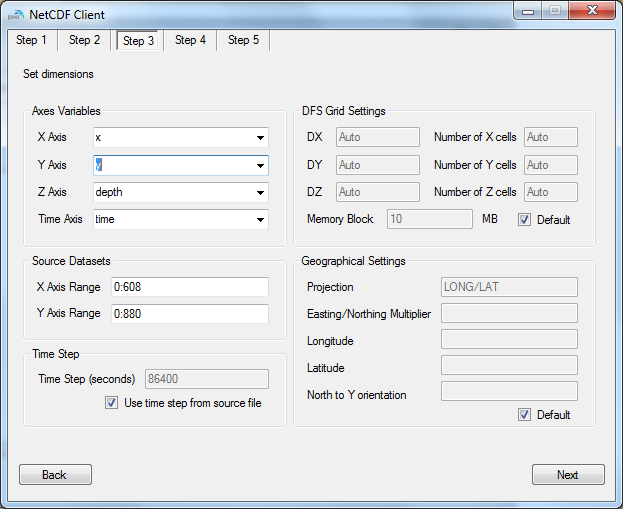 NetCDF Client
Step 1 Step 2 Step 3 Step 4 Step 5
Set dimensions
Axes Variables
X Axis x
Y Axis y
Z Axis depth
Time Axis time
Source Datasets
X Axis Range 0:608
Y Axis Range 0:880
Time Step
Time Step (seconds) 86400
Use time step from source file
DFS Grid Settings
DX Auto Number of X cells Auto
DY Auto Number of Y cells Auto
DZ Auto Number of Z cells Auto
Memory Block 10 MB Default
Geographical Settings
Projection LONG/LAT
Easting/Northing Multiplier
Longitude
Latitude
North to Y orientation
Default
Back Next